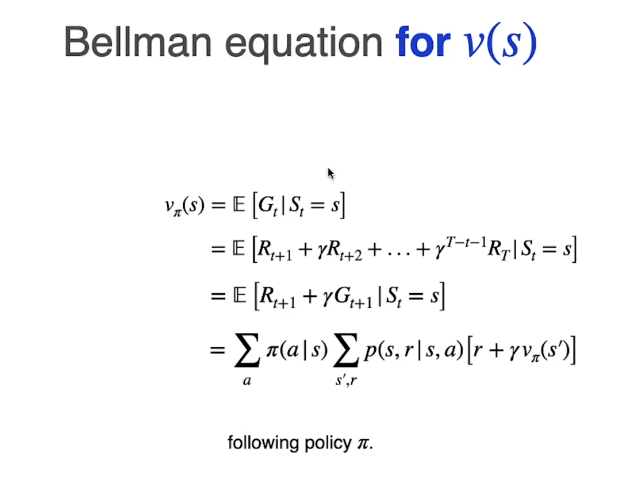 Bellman equation for v(s)
v_π(s) = 𝔼 [G_t | S_t = s]
= 𝔼 [R_{t+1} + γR_{t+2} + … + γ^{T−t−1}R_T | S_t = s]
= 𝔼 [R_{t+1} + γG_{t+1} | S_t = s]
= ∑_a π(a | s) ∑_{s′,r} p(s, r | s, a)[r + γv_π(s′)]
following policy π.